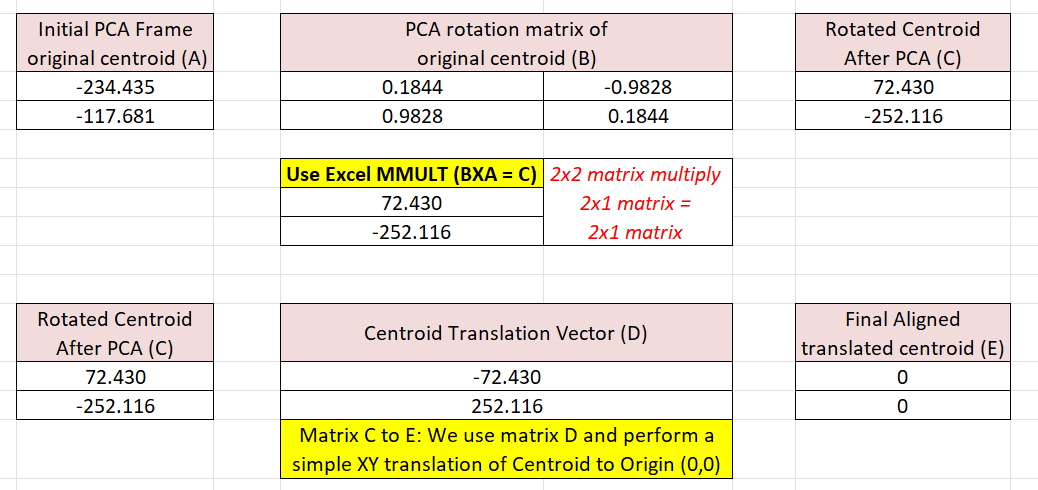 Initial PCA Frame
original centroid (A)
-234.435
-117.681
PCA rotation matrix of
original centroid (B)
0.1844 -0.9828
0.9828 0.1844
Rotated Centroid
After PCA (C)
72.430
-252.116
Use Excel MMULT (BXA = C)
72.430
-252.116
2x2 matrix multiply
2x1 matrix =
2x1 matrix
Rotated Centroid
After PCA (C)
72.430
-252.116
Centroid Translation Vector (D)
-72.430
252.116
Matrix C to E: We use matrix D and perform a
simple XY translation of Centroid to Origin (0,0)
Final Aligned
translated centroid (E)
0
0